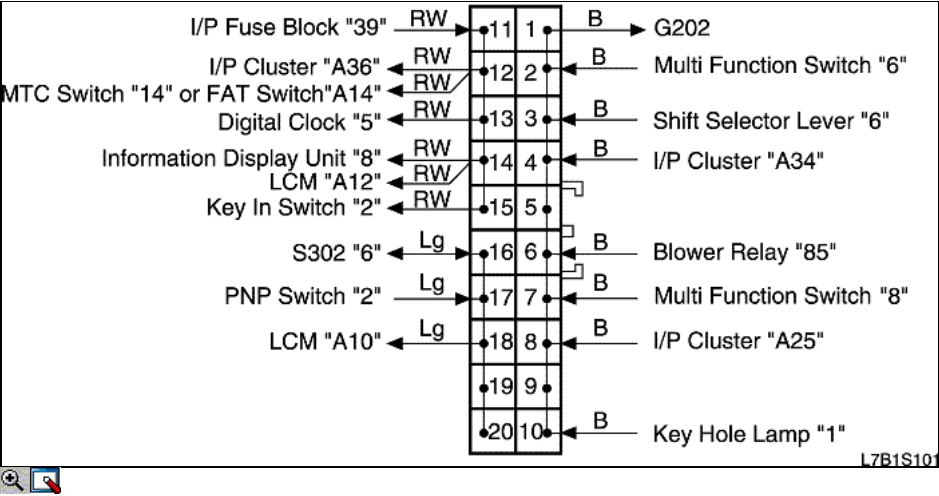 I/P Fuse Block "39" RW 11 1 B G202
I/P Cluster "A36" RW 12 2 B Multi Function Switch "6"
MTC Switch "14" or FAT Switch"A14" RW
Digital Clock "5" RW 13 3 B Shift Selector Lever "6"
Information Display Unit "8" RW 14 4 B I/P Cluster "A34"
LCM "A12" RW
Key In Switch "2" RW 15 5
S302 "6" Lg 16 6 B Blower Relay "85"
PNP Switch "2" Lg 17 7 B Multi Function Switch "8"
LCM "A10" Lg 18 8 B I/P Cluster "A25"
19 9
20 10 B Key Hole Lamp "1"
L7B1S101